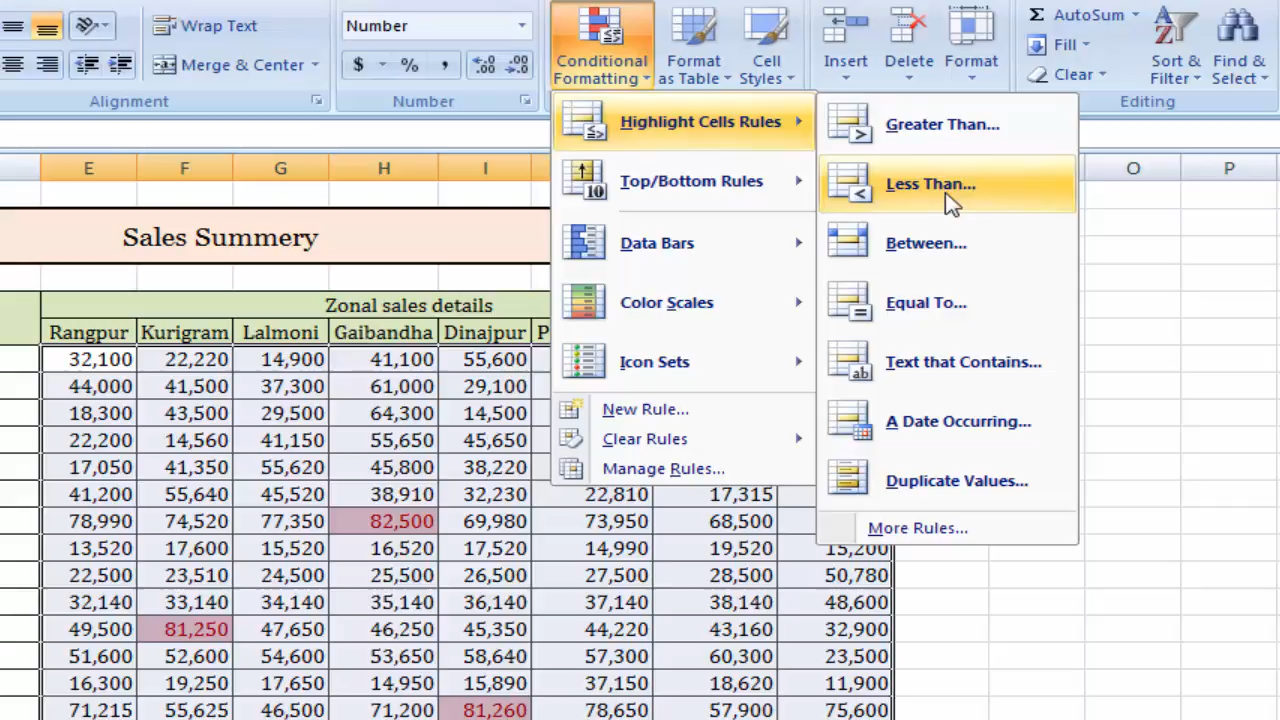 Wrap Text
Merge & Center
Alignment
Number
$ % ,
Number
Conditional Formatting
Format as Table
Cell Styles
Insert
Delete
Format
Σ AutoSum
Fill
Clear
Sort & Filter
Find & Select
Editing
Highlight Cells Rules
Top/Bottom Rules
Data Bars
Color Scales
Icon Sets
New Rule...
Clear Rules
Manage Rules...
Greater Than...
Less Than...
Between...
Equal To...
Text that Contains...
A Date Occurring...
Duplicate Values...
More Rules...
E F G H I O P
Sales Summery
Zonal sales details
Rangpur Kurigram Lalmoni Gaibandha Dinajpur P
32,100 22,220 14,900 41,100 55,600
44,000 41,500 37,300 61,000 29,100
18,300 43,500 29,500 64,300 14,500
22,200 14,560 41,150 55,650 45,650
17,050 41,350 55,620 45,800 38,220
41,200 55,640 45,520 38,910 32,230 22,810 17,315
78,990 74,520 77,350 82,500 69,980 73,950 68,500
13,520 17,600 15,520 16,520 17,520 14,990 19,520 15,200
22,500 23,510 24,500 25,500 26,500 27,500 28,500 50,780
32,140 33,140 34,140 35,140 36,140 37,140 38,140 48,600
49,500 81,250 47,650 46,250 45,350 44,220 43,160 32,900
51,600 52,600 54,600 53,650 58,640 57,300 60,300 23,500
16,300 19,250 17,650 14,950 15,890 37,150 18,620 11,900
71,215 55,625 46,500 71,200 81,260 78,650 57,900 75,600